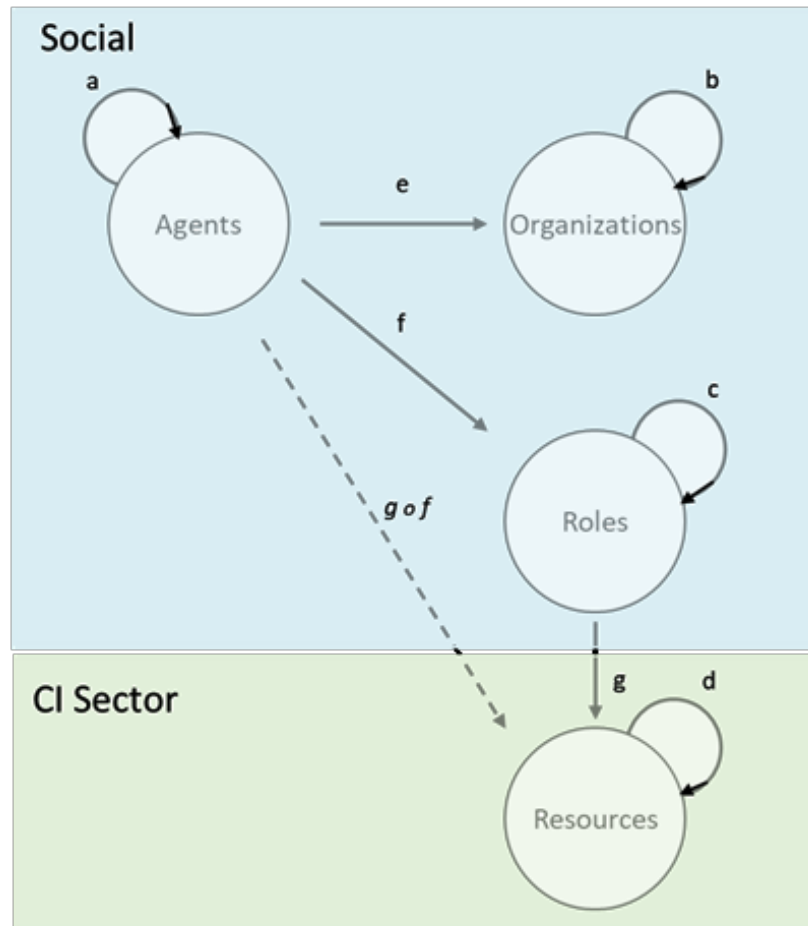 Social
a
b
Agents
e
Organizations
f
c
g o f
Roles
CI Sector
g
d
Resources